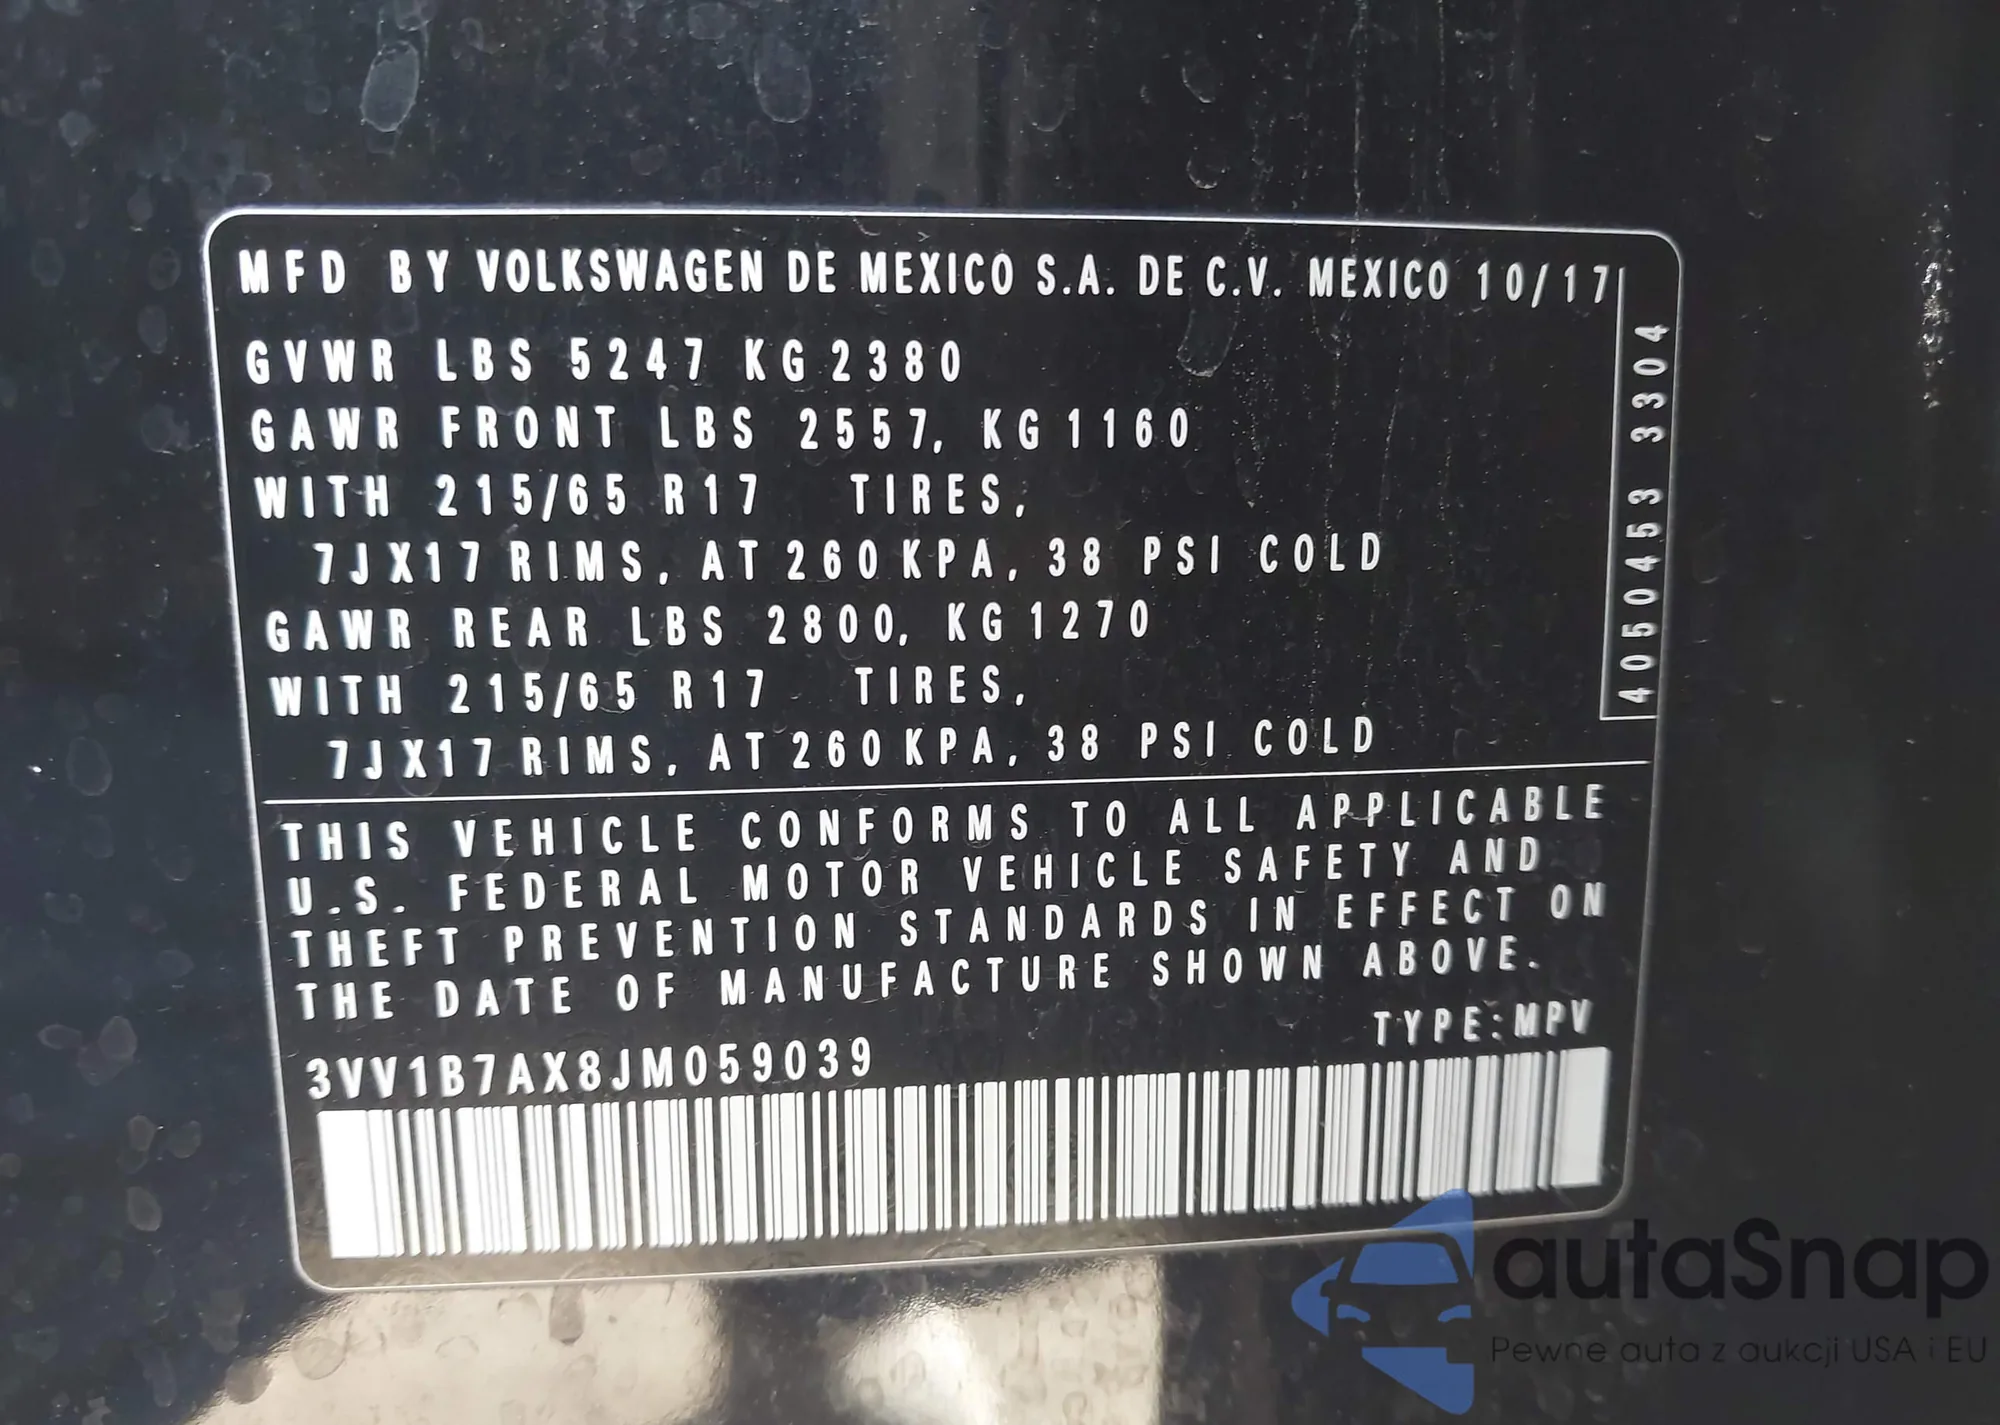 MFD BY VOLKSWAGEN DE MEXICO S.A. DE C.V. MEXICO 10/17
GVWR LBS 5247 KG 2380
GAWR FRONT LBS 2557, KG 1160
WITH 215/65 R17 TIRES,
7JX17 RIMS, AT 260 KPA, 38 PSI COLD
GAWR REAR LBS 2800, KG 1270
WITH 215/65 R17 TIRES,
7JX17 RIMS, AT 260 KPA, 38 PSI COLD
4050453 3304
THIS VEHICLE CONFORMS TO ALL APPLICABLE
U.S. FEDERAL MOTOR VEHICLE SAFETY AND
THEFT PREVENTION STANDARDS IN EFFECT ON
THE DATE OF MANUFACTURE SHOWN ABOVE.
TYPE: MPV
3VV1B7AX8JM059039
autaSnap
Pewne auta z aukcji USA i EU